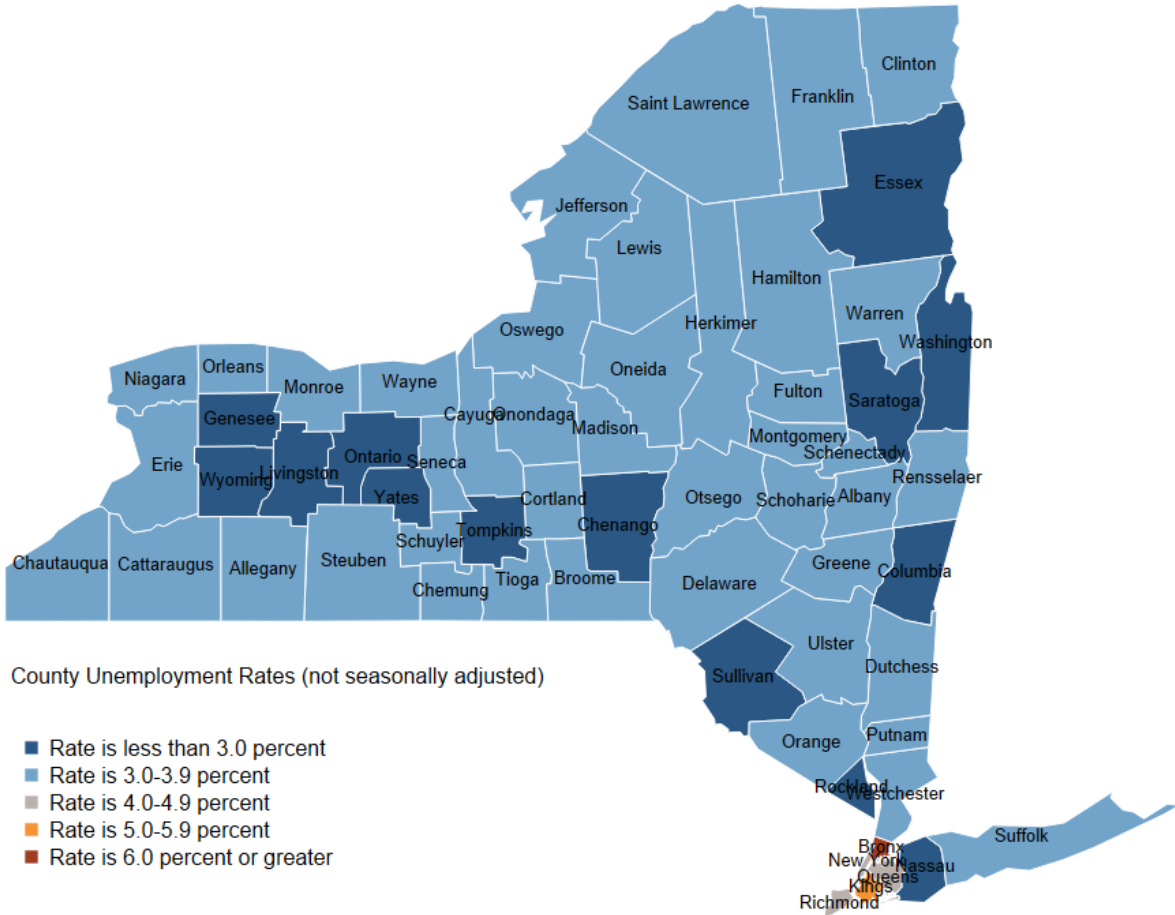 Clinton
Saint Lawrence
Franklin
Essex
Jefferson
Lewis
Hamilton
Warren
Herkimer
Oswego
Washington
Oneida
Orleans
Niagara
Monroe
Wayne
Fulton
Saratoga
Genesee
Cayuga
Onondaga
Madison
Montgomery
Schenectady
Ontario
Seneca
Erie
Livingston
Wyoming
Rensselaer
Yates
Cortland
Otsego
Schoharie
Albany
Tompkins
Chenango
Schuyler
Steuben
Chautauqua
Cattaraugus
Allegany
Greene
Columbia
Tioga
Broome
Delaware
Chemung
Ulster
Dutchess
Sullivan
County Unemployment Rates (not seasonally adjusted)
Putnam
Orange
Rate is less than 3.0 percent
Rate is 3.0-3.9 percent
Rate is 4.0-4.9 percent
Rate is 5.0-5.9 percent
Rate is 6.0 percent or greater
Rockland
Westchester
Suffolk
Bronx
New York
Nassau
Queens
Kings
Richmond